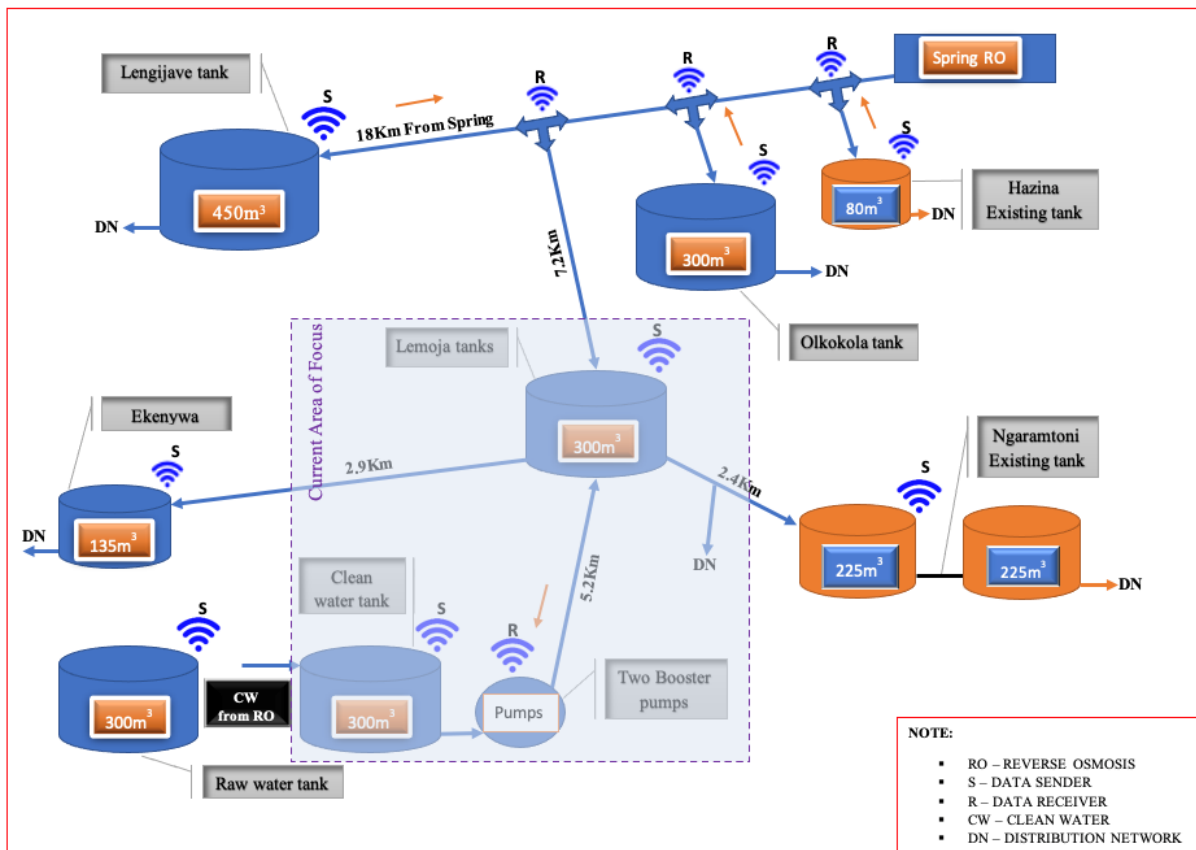 Lengijave tank
S
R
R
R
Spring RO
18Km From Spring
S
S
450m³
DN
80m³
DN
Hazina
Existing tank
300m³
DN
7.2Km
Olkokola tank
Current Area of Focus
Lemoja tanks
S
300m³
Ekenywa
S
2.9Km
2.4Km
S
Ngaramtoni
Existing tank
135m³
DN
225m³
225m³
DN
DN
5.2Km
Clean
water tank
S
S
R
Two Booster
pumps
300m³
CW
from RO
300m³
Pumps
Raw water tank
NOTE:
▪ RO – REVERSE OSMOSIS
▪ S – DATA SENDER
▪ R – DATA RECEIVER
▪ CW – CLEAN WATER
▪ DN – DISTRIBUTION NETWORK